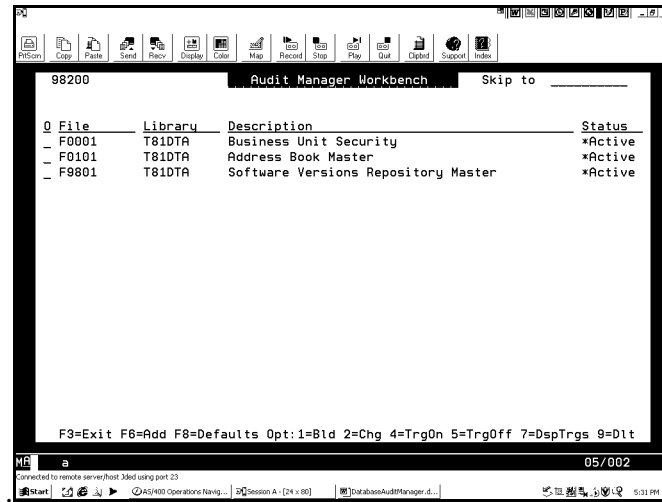 PrtScrn Copy Paste Send Recv Display Color Map Record Stop Play Quit Clipbrd Support Index
98200 Audit Manager Workbench Skip to __________
O File Library Description Status
_ F0001 T81DTA Business Unit Security *Active
_ F0101 T81DTA Address Book Master *Active
_ F9801 T81DTA Software Versions Repository Master *Active
F3=Exit F6=Add F8=Defaults Opt:1=Bld 2=Chg 4=TrgOn 5=TrgOff 7=DspTrgs 9=Dlt
MA a 05/002
Connected to remote server/host Jded using port 23
Start AS/400 Operations Navig... Session A - [24 x 80] DatabaseAuditManager.d... 5:31 PM